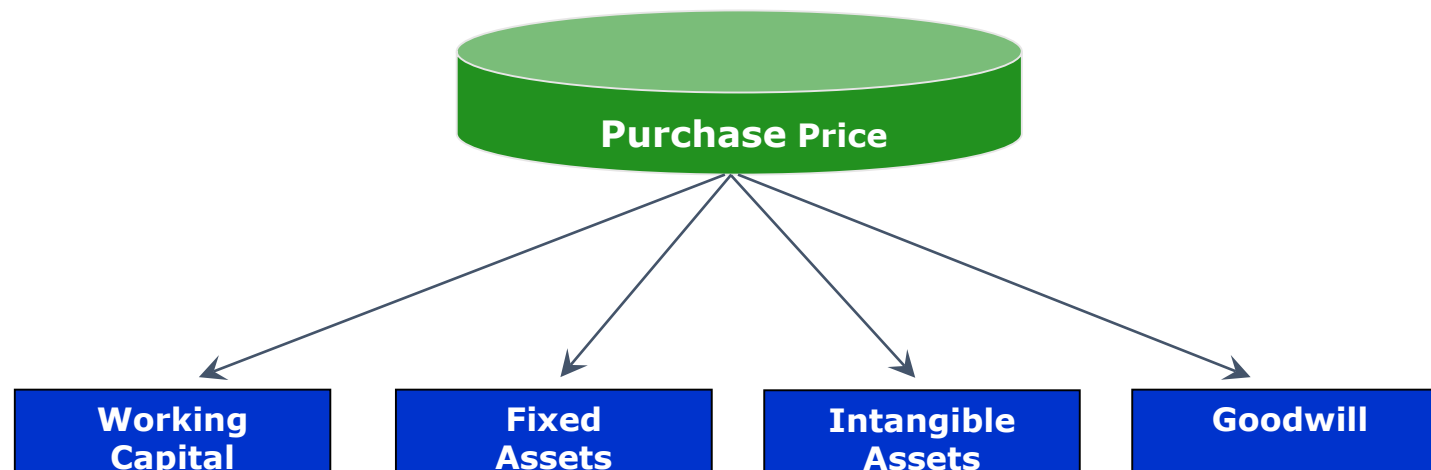 Purchase Price
Working
Capital
Fixed
Assets
Intangible
Assets
Goodwill